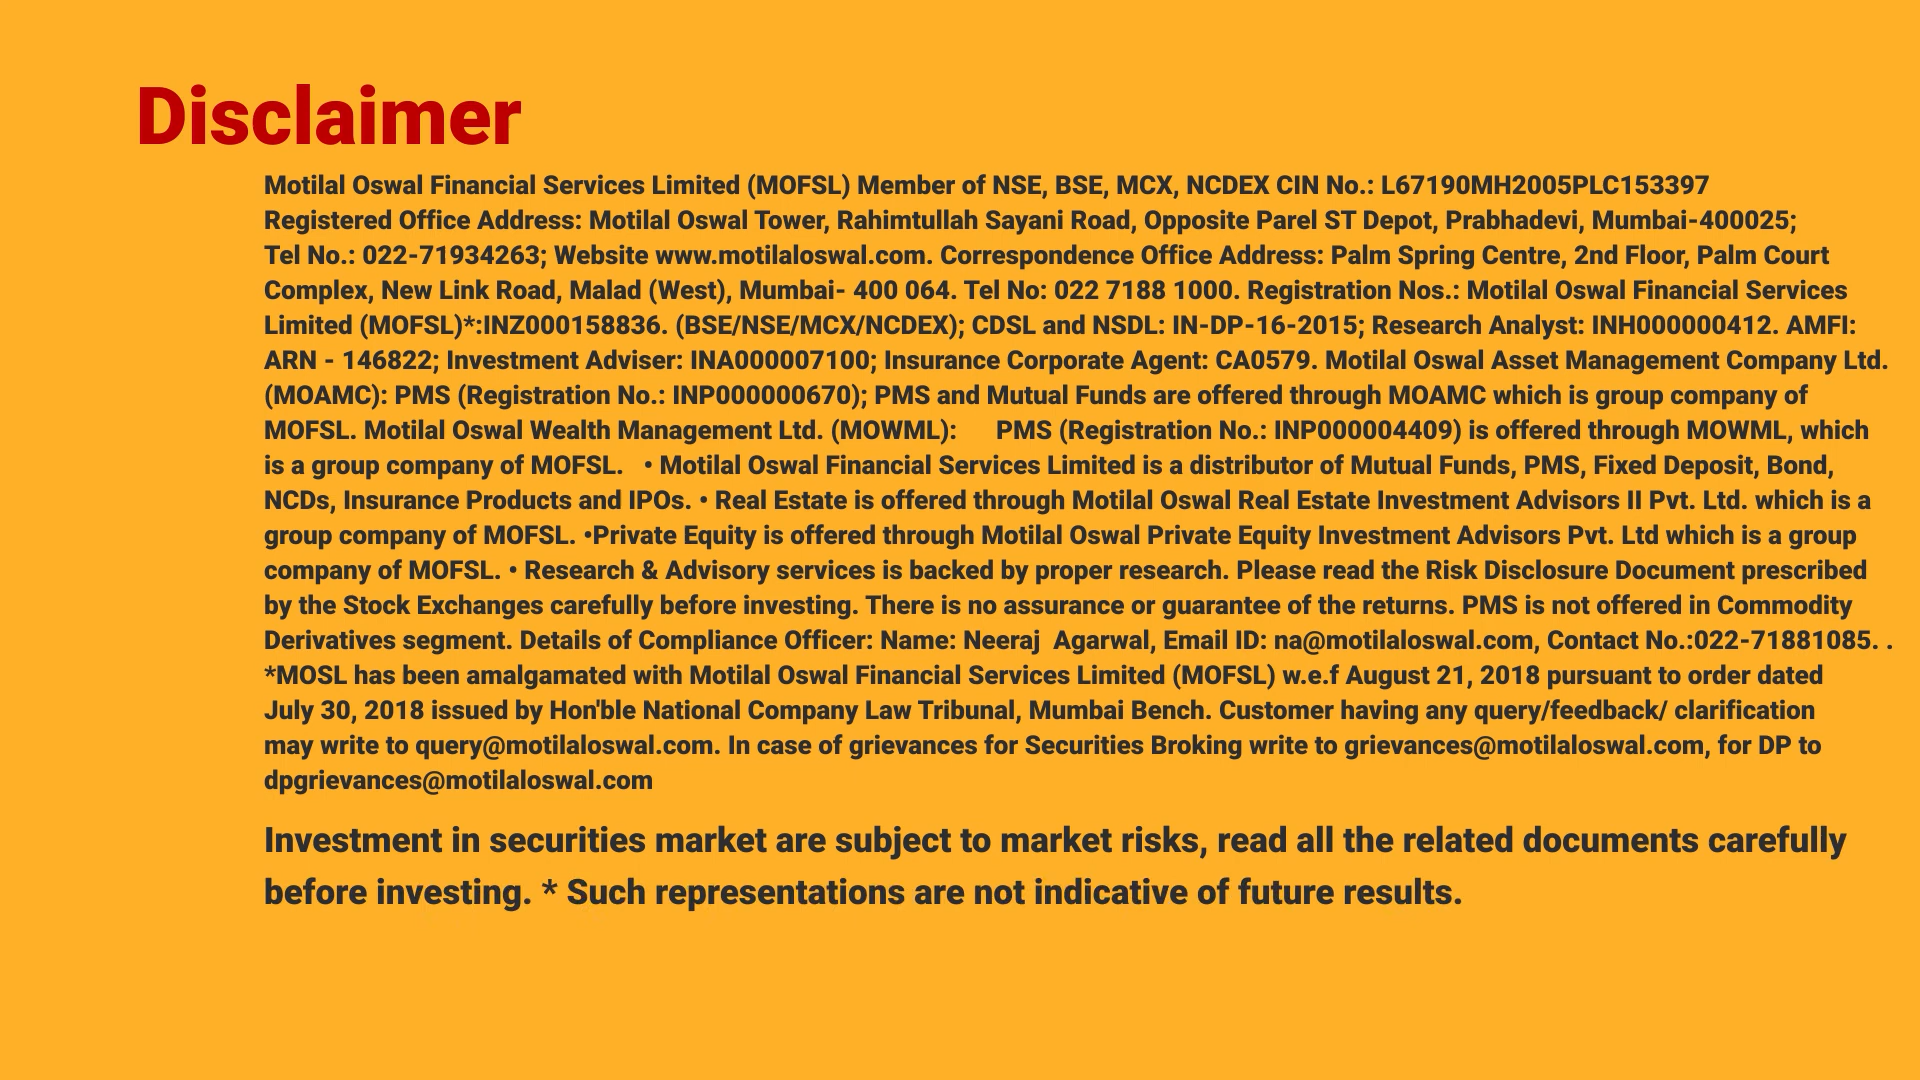 Disclaimer
Motilal Oswal Financial Services Limited (MOFSL) Member of NSE, BSE, MCX, NCDEX CIN No.: L67190MH2005PLC153397
Registered Office Address: Motilal Oswal Tower, Rahimtullah Sayani Road, Opposite Parel ST Depot, Prabhadevi, Mumbai-400025;
Tel No.: 022-71934263; Website www.motilaloswal.com. Correspondence Office Address: Palm Spring Centre, 2nd Floor, Palm Court
Complex, New Link Road, Malad (West), Mumbai- 400 064. Tel No: 022 7188 1000. Registration Nos.: Motilal Oswal Financial Services
Limited (MOFSL)*:INZ000158836. (BSE/NSE/MCX/NCDEX); CDSL and NSDL: IN-DP-16-2015; Research Analyst: INH000000412. AMFI:
ARN - 146822; Investment Adviser: INA000007100; Insurance Corporate Agent: CA0579. Motilal Oswal Asset Management Company Ltd.
(MOAMC): PMS (Registration No.: INP000000670); PMS and Mutual Funds are offered through MOAMC which is group company of
MOFSL. Motilal Oswal Wealth Management Ltd. (MOWML):      PMS (Registration No.: INP000004409) is offered through MOWML, which
is a group company of MOFSL.   • Motilal Oswal Financial Services Limited is a distributor of Mutual Funds, PMS, Fixed Deposit, Bond,
NCDs, Insurance Products and IPOs. • Real Estate is offered through Motilal Oswal Real Estate Investment Advisors II Pvt. Ltd. which is a
group company of MOFSL. •Private Equity is offered through Motilal Oswal Private Equity Investment Advisors Pvt. Ltd which is a group
company of MOFSL. • Research & Advisory services is backed by proper research. Please read the Risk Disclosure Document prescribed
by the Stock Exchanges carefully before investing. There is no assurance or guarantee of the returns. PMS is not offered in Commodity
Derivatives segment. Details of Compliance Officer: Name: Neeraj  Agarwal, Email ID: na@motilaloswal.com, Contact No.:022-71881085. .
*MOSL has been amalgamated with Motilal Oswal Financial Services Limited (MOFSL) w.e.f August 21, 2018 pursuant to order dated
July 30, 2018 issued by Hon'ble National Company Law Tribunal, Mumbai Bench. Customer having any query/feedback/ clarification
may write to query@motilaloswal.com. In case of grievances for Securities Broking write to grievances@motilaloswal.com, for DP to
dpgrievances@motilaloswal.com
Investment in securities market are subject to market risks, read all the related documents carefully
before investing. * Such representations are not indicative of future results.